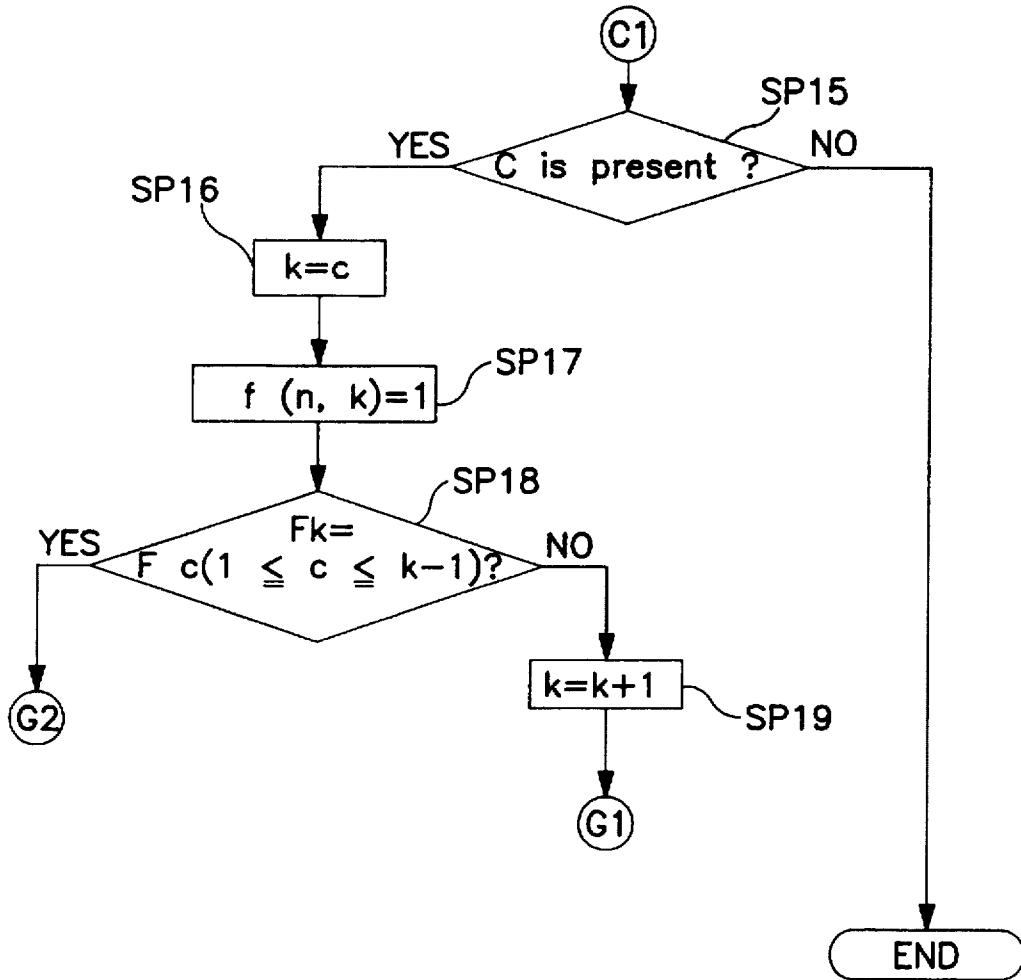 C1
SP15
YES
C is present ?
NO
SP16
k=c
SP17
f (n, k)=1
SP18
YES
Fk=
F c(1 ≦ c ≦ k-1)?
NO
k=k+1
SP19
G2
G1
END